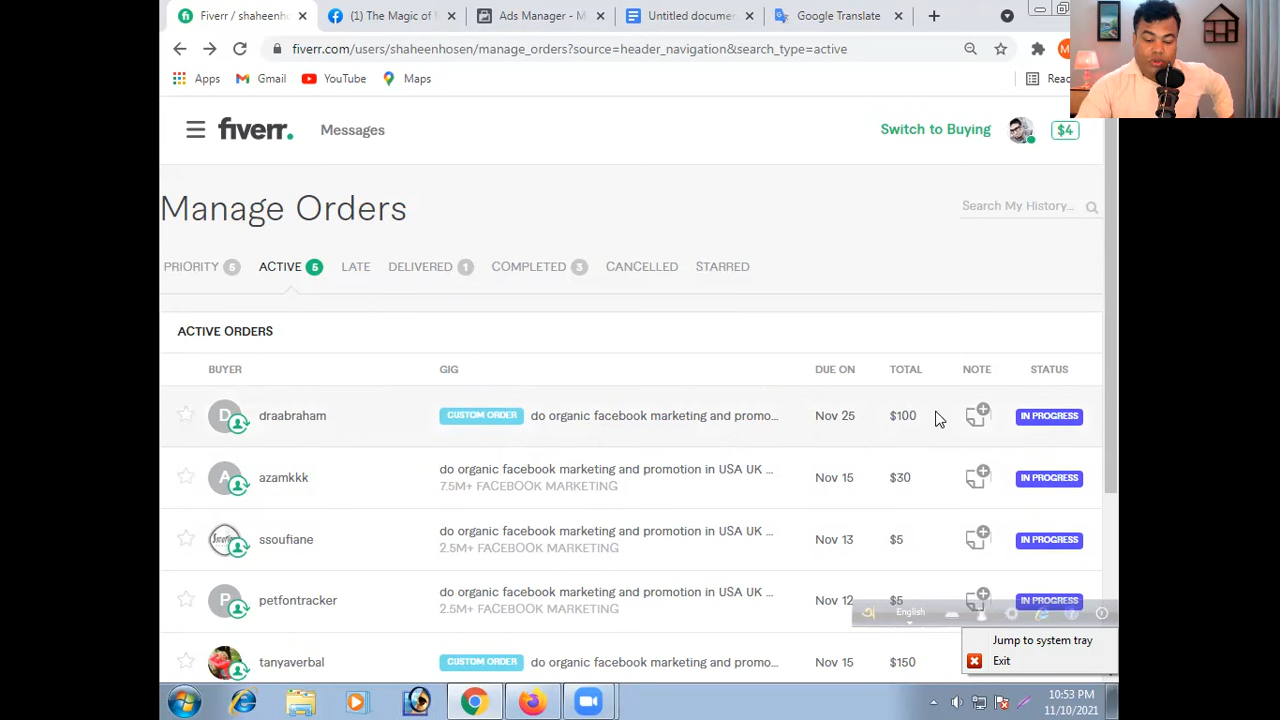 Fiverr / shaheenho
(1) The Magic of
Ads Manager - M
Untitled documen
Google Translate
fiverr.com/users/shaheenhosen/manage_orders?source=header_navigation&search_type=active
Apps
Gmail
YouTube
Maps
fiverr.
Messages
Switch to Buying
$4
Manage Orders
Search My History...
PRIORITY 5
ACTIVE 5
LATE
DELIVERED 1
COMPLETED 3
CANCELLED
STARRED
ACTIVE ORDERS
BUYER GIG DUE ON TOTAL NOTE STATUS
D draabraham CUSTOM ORDER do organic facebook marketing and promo... Nov 25 $100 IN PROGRESS
A azamkkk do organic facebook marketing and promotion in USA UK ... Nov 15 $30 IN PROGRESS
7.5M+ FACEBOOK MARKETING
ssoufiane do organic facebook marketing and promotion in USA UK ... Nov 13 $5 IN PROGRESS
2.5M+ FACEBOOK MARKETING
P petfontracker do organic facebook marketing and promotion in USA UK ... Nov 12 $5 IN PROGRESS
2.5M+ FACEBOOK MARKETING
English
Jump to system tray
Exit
tanyaverbal CUSTOM ORDER do organic facebook marketing and promo... Nov 15 $150
10:53 PM
11/10/2021